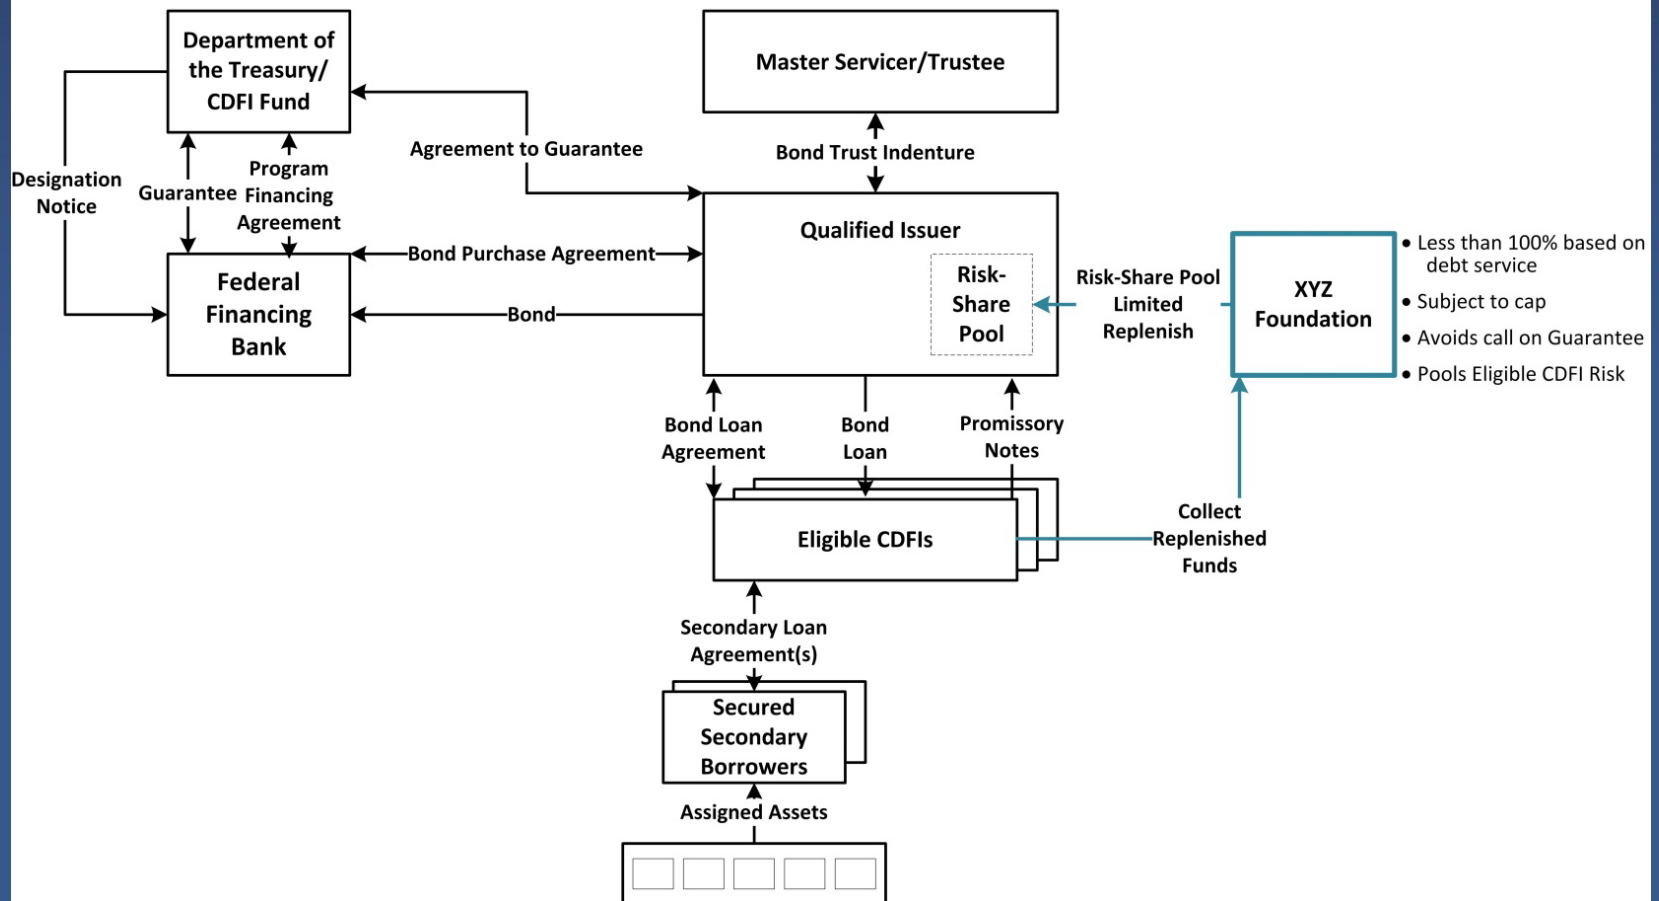 Department of
the Treasury/
CDFI Fund
Master Servicer/Trustee
Agreement to Guarantee
Bond Trust Indenture
Designation
Notice
Guarantee
Program
Financing
Agreement
Bond Purchase Agreement
Qualified Issuer
Federal
Financing
Bank
Bond
Risk-
Share
Pool
Risk-Share Pool
Limited
Replenish
XYZ
Foundation
• Less than 100% based on
debt service
• Subject to cap
• Avoids call on Guarantee
• Pools Eligible CDFI Risk
Bond Loan
Agreement
Bond
Loan
Promissory
Notes
Eligible CDFIs
Collect
Replenished
Funds
Secondary Loan
Agreement(s)
Secured
Secondary
Borrowers
Assigned Assets